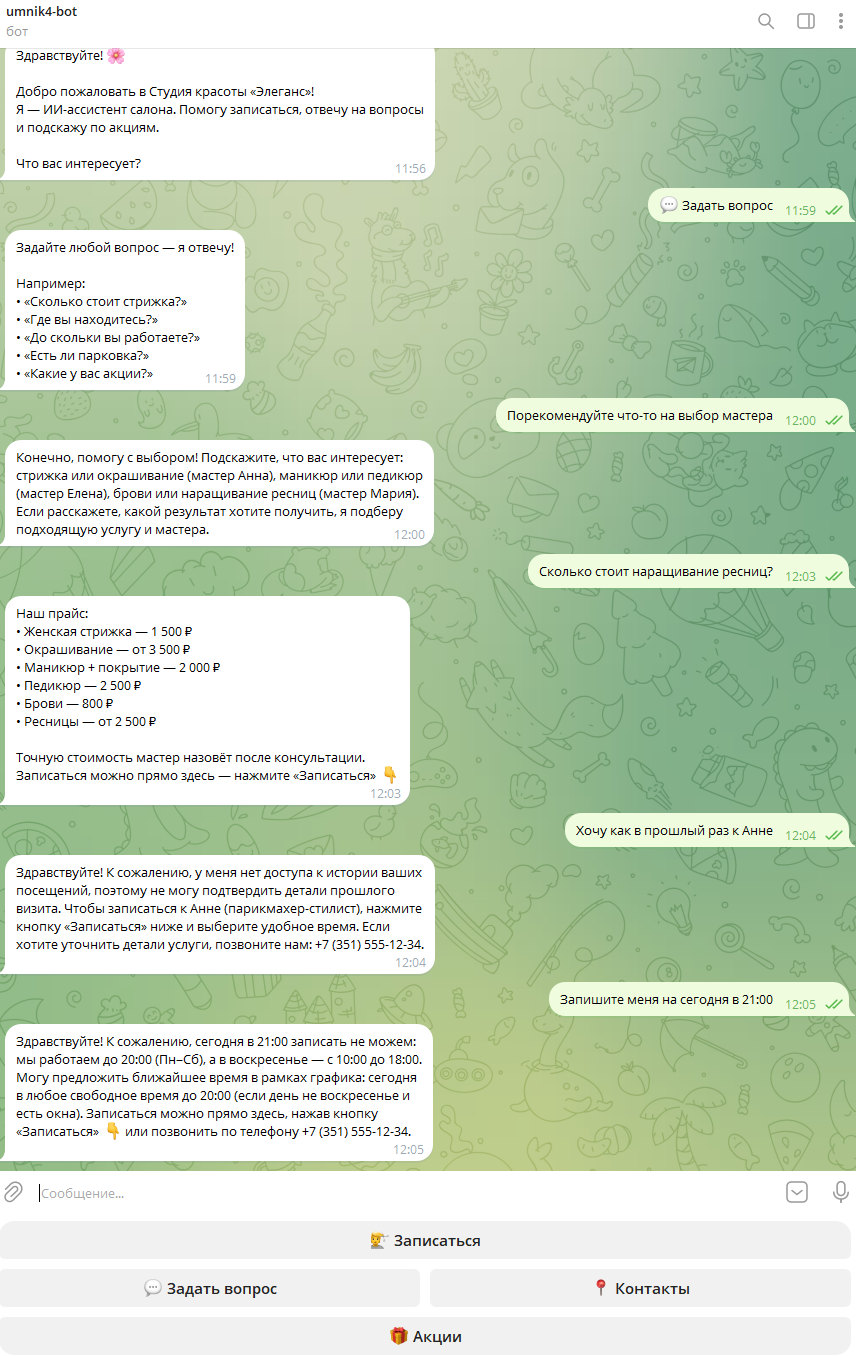 umnik4-bot
бот
Здравствуйте! 🌸
Добро пожаловать в Студия красоты «Элеганс»!
Я — ИИ-ассистент салона. Помогу записаться, отвечу на вопросы
и подскажу по акциям.
Что вас интересует?
11:56
💬 Задать вопрос 11:59
Задайте любой вопрос — я отвечу!
Например:
• «Сколько стоит стрижка?»
• «Где вы находитесь?»
• «До скольки вы работаете?»
• «Есть ли парковка?»
• «Какие у вас акции?»
11:59
Порекомендуйте что-то на выбор мастера 12:00
Конечно, помогу с выбором! Подскажите, что вас интересует:
стрижка или окрашивание (мастер Анна), маникюр или педикюр
(мастер Елена), брови или наращивание ресниц (мастер Мария).
Если расскажете, какой результат хотите получить, я подберу
подходящую услугу и мастера.
12:00
Сколько стоит наращивание ресниц? 12:03
Наш прайс:
• Женская стрижка — 1 500 ₽
• Окрашивание — от 3 500 ₽
• Маникюр + покрытие — 2 000 ₽
• Педикюр — 2 500 ₽
• Брови — 800 ₽
• Ресницы — от 2 500 ₽
Точную стоимость мастер назовёт после консультации.
Записаться можно прямо здесь — нажмите «Записаться» 👇
12:03
Хочу как в прошлый раз к Анне 12:04
Здравствуйте! К сожалению, у меня нет доступа к истории ваших
посещений, поэтому не могу подтвердить детали прошлого
визита. Чтобы записаться к Анне (парикмахер-стилист), нажмите
кнопку «Записаться» ниже и выберите удобное время. Если
хотите уточнить детали услуги, позвоните нам: +7 (351) 555-12-34.
12:04
Запишите меня на сегодня в 21:00 12:05
Здравствуйте! К сожалению, сегодня в 21:00 записать не можем:
мы работаем до 20:00 (Пн–Сб), а в воскресенье — с 10:00 до 18:00.
Могу предложить ближайшее время в рамках графика: сегодня
в любое свободное время до 20:00 (если день не воскресенье и
есть окна). Записаться можно прямо здесь, нажав кнопку
«Записаться» 👇 или позвонить по телефону +7 (351) 555-12-34.
12:05
Сообщение...
💇 Записаться
💬 Задать вопрос
📍 Контакты
🎁 Акции